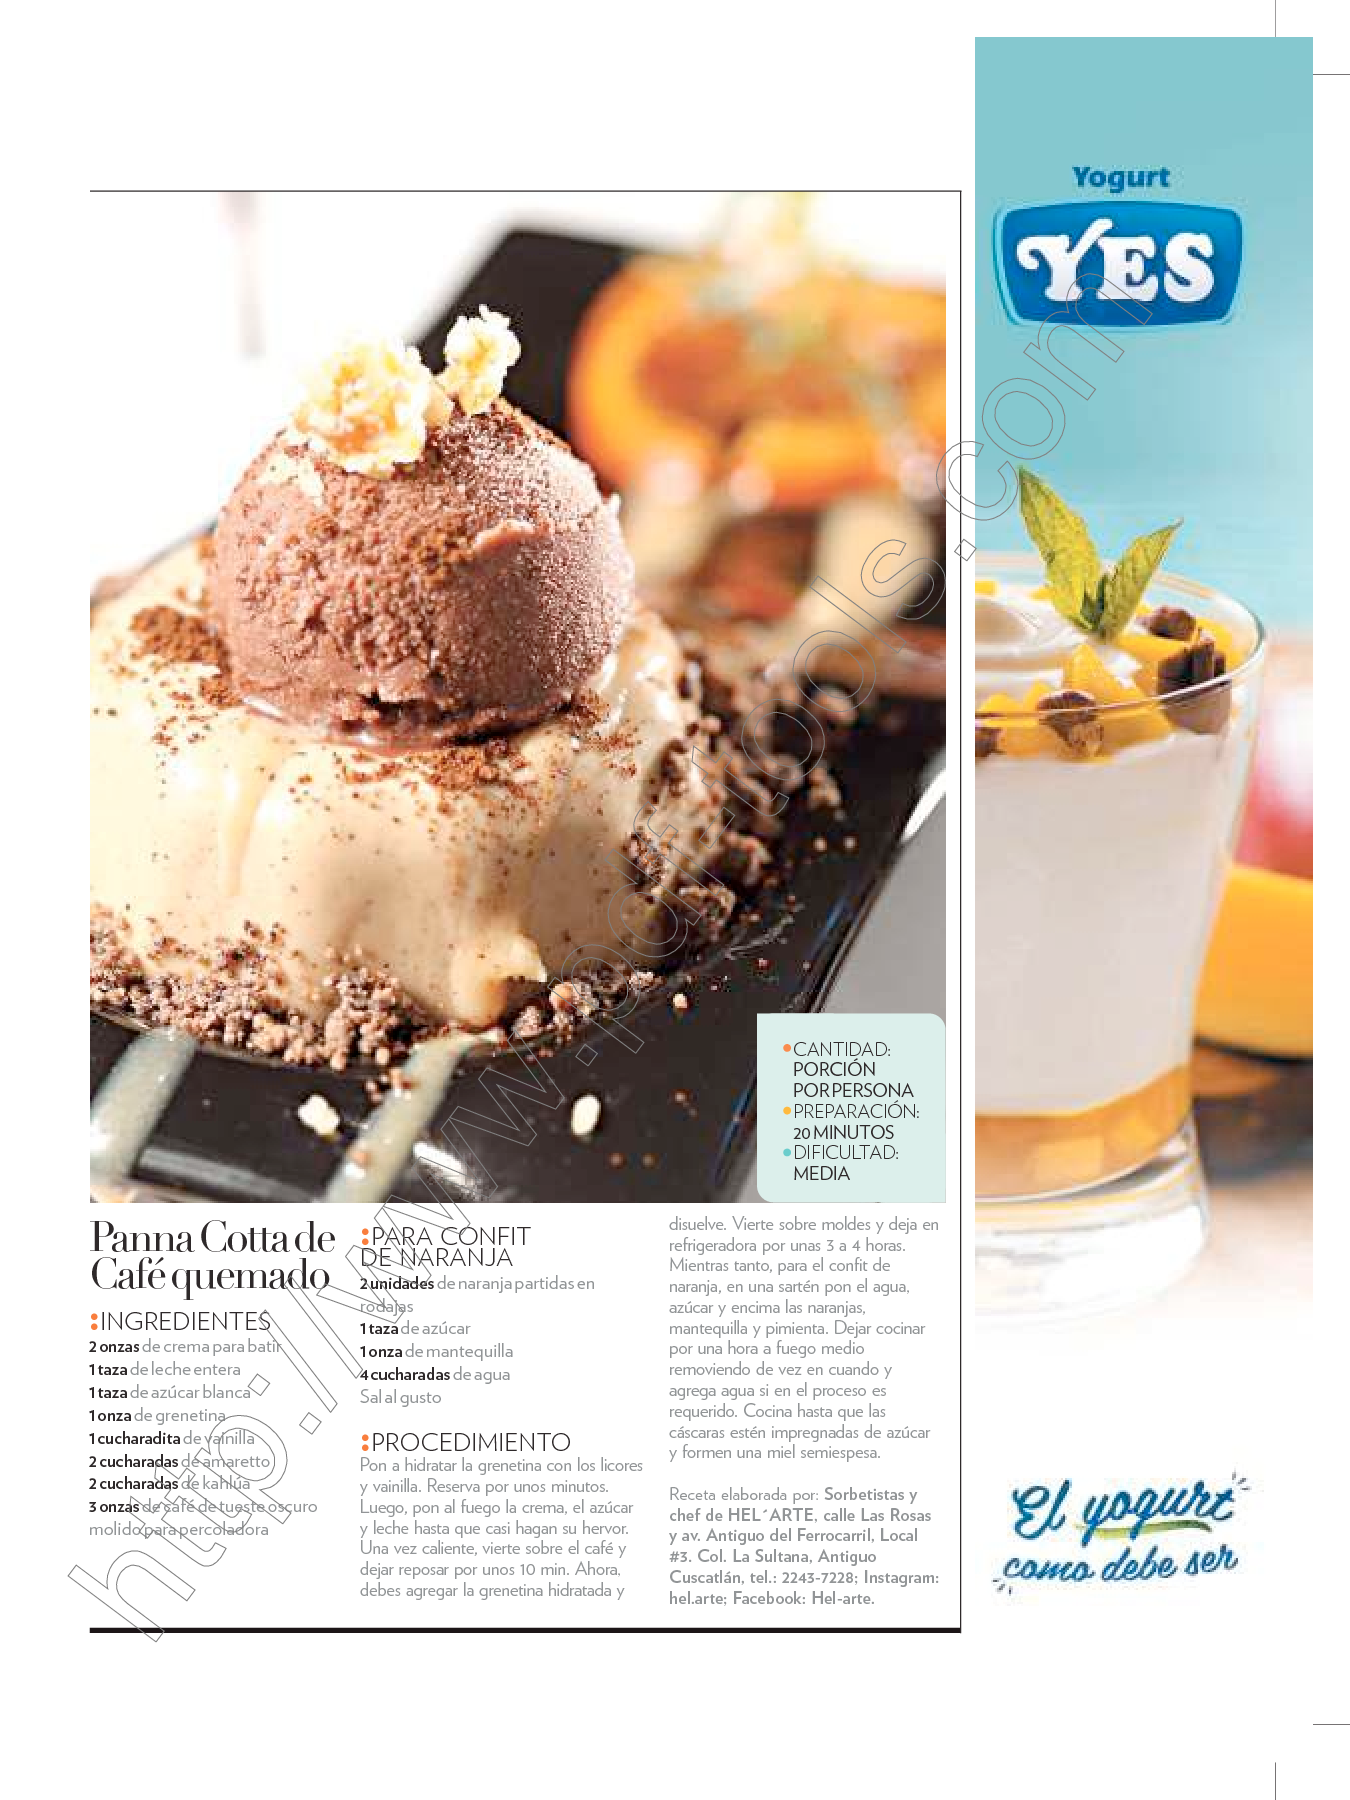 Yogurt
YES
CANTIDAD:
PORCIÓN
POR PERSONA
PREPARACIÓN:
20 MINUTOS
DIFICULTAD:
MEDIA
Panna Cotta de
Café quemado
INGREDIENTES
2 onzas de crema para batir
1 taza de leche entera
1 taza de azúcar blanca
1 onza de grenetina
1 cucharadita de vainilla
2 cucharadas de amaretto
2 cucharadas de kahlúa
3 onzas de café de tueste oscuro
molido para percoladora
PARA CONFIT
DE NARANJA
2 unidades de naranja partidas en
rodajas
1 taza de azúcar
1 onza de mantequilla
4 cucharadas de agua
Sal al gusto
PROCEDIMIENTO
Pon a hidratar la grenetina con los licores
y vainilla. Reserva por unos minutos.
Luego, pon al fuego la crema, el azúcar
y leche hasta que casi hagan su hervor.
Una vez caliente, vierte sobre el café y
dejar reposar por unos 10 min. Ahora,
debes agregar la grenetina hidratada y
disuelve. Vierte sobre moldes y deja en
refrigeradora por unas 3 a 4 horas.
Mientras tanto, para el confit de
naranja, en una sartén pon el agua,
azúcar y encima las naranjas,
mantequilla y pimienta. Dejar cocinar
por una hora a fuego medio
removiendo de vez en cuando y
agrega agua si en el proceso es
requerido. Cocina hasta que las
cáscaras estén impregnadas de azúcar
y formen una miel semiespesa.
Receta elaborada por: Sorbetistas y
chef de HEL´ARTE, calle Las Rosas
y av. Antiguo del Ferrocarril, Local
#3. Col. La Sultana, Antiguo
Cuscatlán, tel.: 2243-7228; Instagram:
hel.arte; Facebook: Hel-arte.
El yogurt
como debe ser
http://www.pdf-tools.com